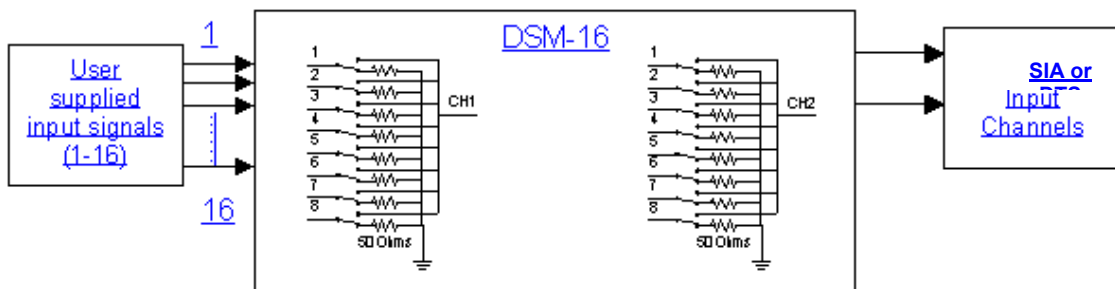 1
User
supplied
input signals
(1-16)
16
DSM-16
1
2
3
4
5
6
7
8
CH1
50 Ohms
1
2
3
4
5
6
7
8
CH2
50 Ohms
SIA or
Input
Channels